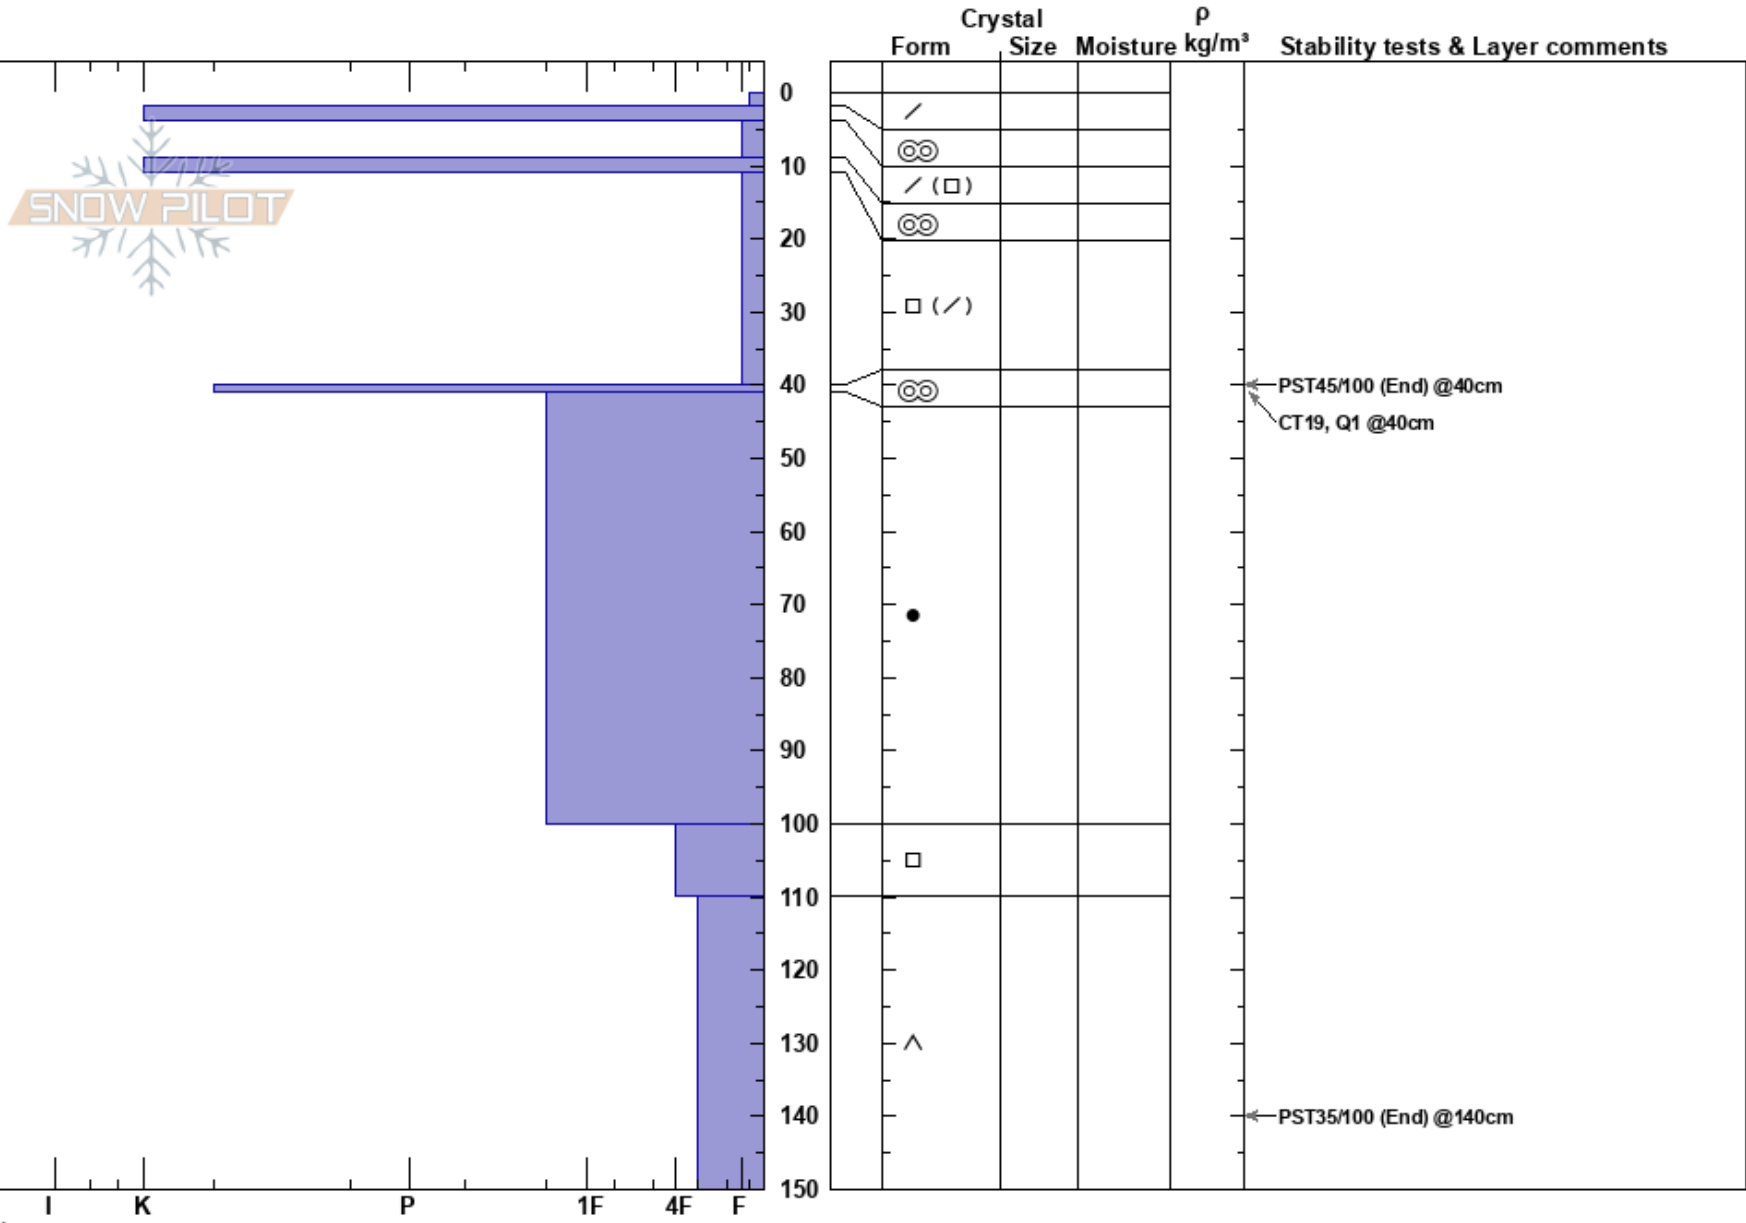 Crystal
ρ
Form
Size
Moisture
kg/m³
Stability tests & Layer comments
0
10
SNOW PILOT
20
30
40
PST45/100 (End) @40cm
CT19, Q1 @40cm
50
60
70
80
90
100
110
120
130
140
PST35/100 (End) @140cm
150
I K P 1F 4F F